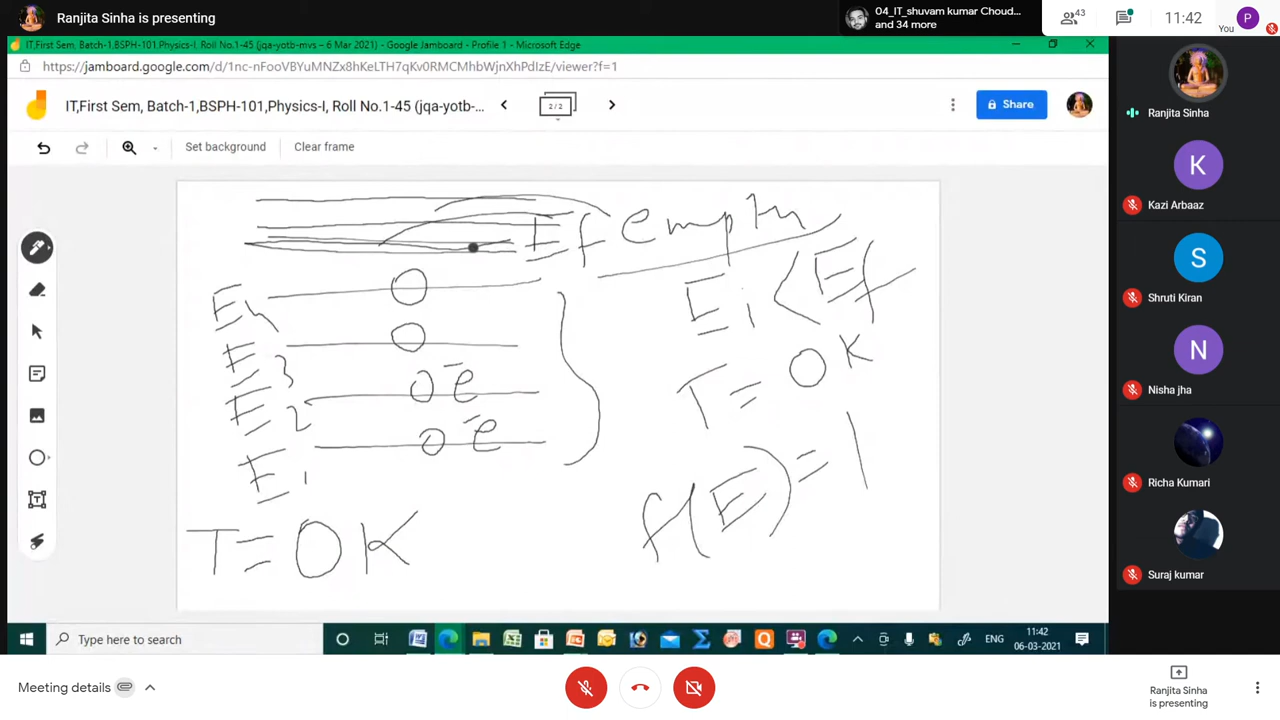 Ranjita Sinha is presenting
04_IT_shuvam kumar Choud...
and 34 more
43
11:42
P
You
IT,First Sem, Batch-1,BSPH-101,Physics-I, Roll No.1-45 (jqa-yotb-mvs – 6 Mar 2021) - Google Jamboard - Profile 1 - Microsoft Edge
https://jamboard.google.com/d/1nc-nFooVBYuMNZx8hKeLTH7qKv0RMCMhbWjnXhPdIzE/viewer?f=1
IT,First Sem, Batch-1,BSPH-101,Physics-I, Roll No.1-45 (jqa-yotb-...
2/2
Share
Set background
Clear frame
Ef empty
E4
E3
E2
E1
e
e
T=0K
Ei<Ef
T=0K
f(E)=1
Ranjita Sinha
K
Kazi Arbaaz
S
Shruti Kiran
N
Nisha jha
Richa Kumari
Suraj kumar
Type here to search
ENG
11:42
06-03-2021
Meeting details
Ranjita Sinha
is presenting